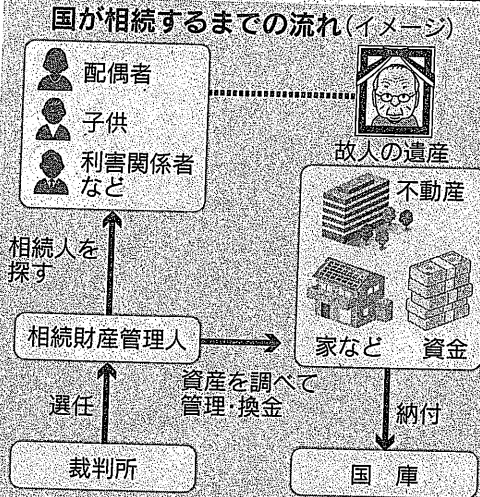 国が相続するまでの流れ(イメージ)
配偶者
子供
利害関係者
など
故人の遺産
不動産
家など
資金
相続人を
探す
相続財産管理人
資産を調べて
管理・換金
選任
納付
裁判所
国庫